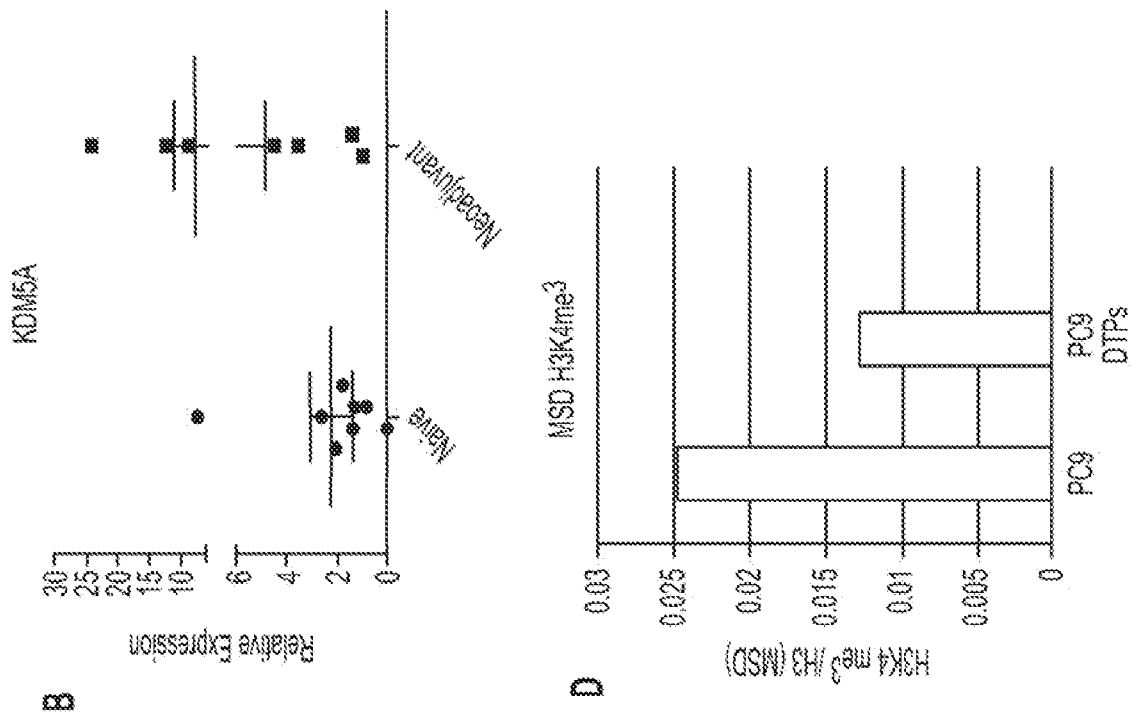 B
KDM5A
Relative Expression
30
25
20
15
10
6
4
2
0
Naive
Neoadjuvant
D
MSD H3K4me³
H3K4 me³/H3 (MSD)
0.03
0.025
0.02
0.015
0.01
0.005
0
PC9
PC9
DTPs